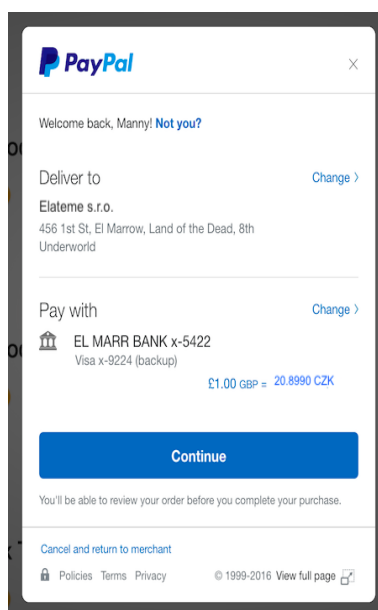 PayPal
Welcome back, Manny! Not you?
Deliver to Change
Elateme s.r.o.
456 1st St, El Marrow, Land of the Dead, 8th
Underworld
Pay with Change
EL MARR BANK x-5422
Visa x-9224 (backup)
£1.00 GBP = 20.8990 CZK
Continue
You'll be able to review your order before you complete your purchase.
Cancel and return to merchant
Policies Terms Privacy © 1999-2016 View full page